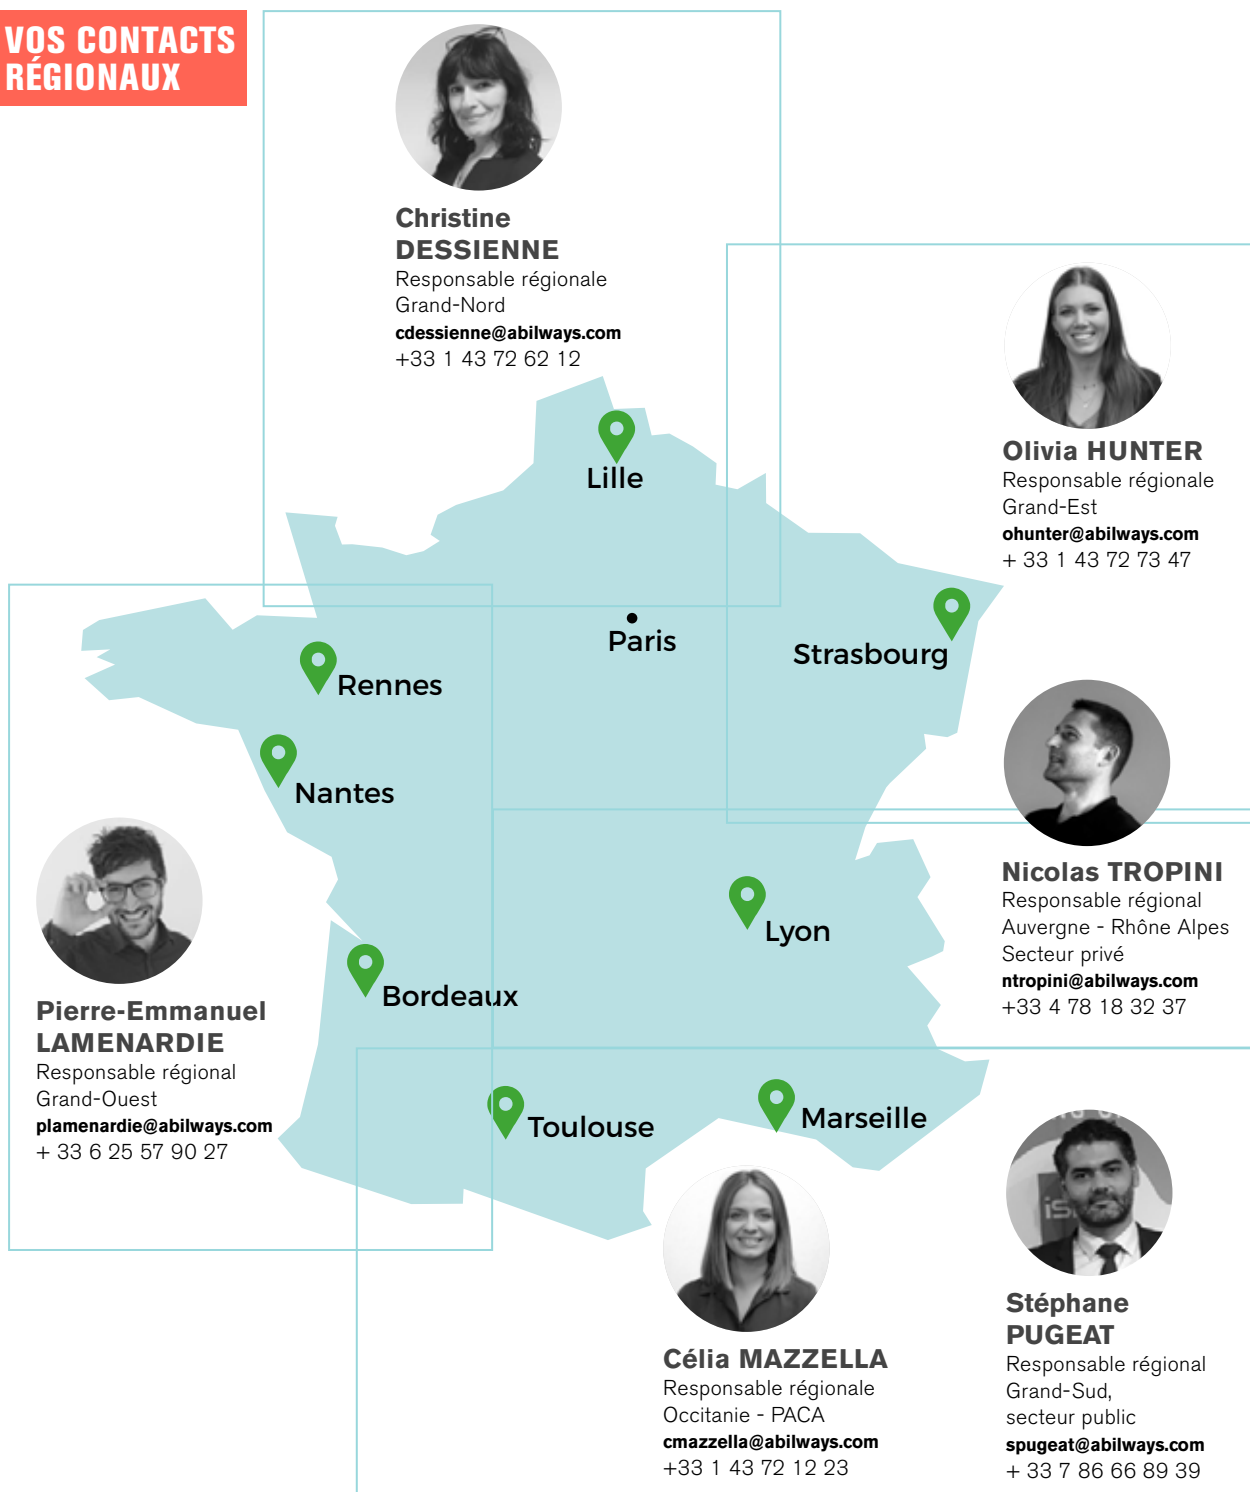 VOS CONTACTS
RÉGIONAUX
Christine
DESSIENNE
Responsable régionale
Grand-Nord
cdessienne@abilways.com
+33 1 43 72 62 12
Olivia HUNTER
Responsable régionale
Grand-Est
ohunter@abilways.com
+ 33 1 43 72 73 47
Lille
Paris
Strasbourg
Rennes
Nantes
Lyon
Bordeaux
Toulouse
Marseille
Nicolas TROPINI
Responsable régional
Auvergne - Rhône Alpes
Secteur privé
ntropini@abilways.com
+33 4 78 18 32 37
Pierre-Emmanuel
LAMENARDIE
Responsable régional
Grand-Ouest
plamenardie@abilways.com
+ 33 6 25 57 90 27
Célia MAZZELLA
Responsable régionale
Occitanie - PACA
cmazzella@abilways.com
+33 1 43 72 12 23
Stéphane
PUGEAT
Responsable régional
Grand-Sud,
secteur public
spugeat@abilways.com
+ 33 7 86 66 89 39